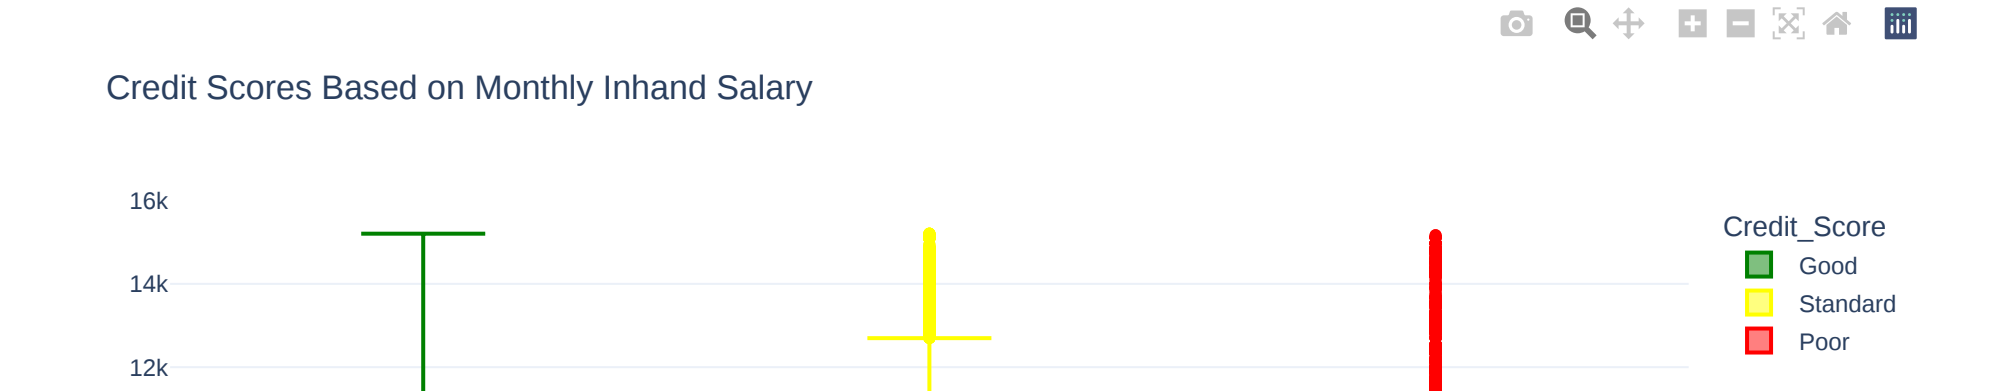 Credit Scores Based on Monthly Inhand Salary
16k
14k
12k
Credit_Score
Good
Standard
Poor